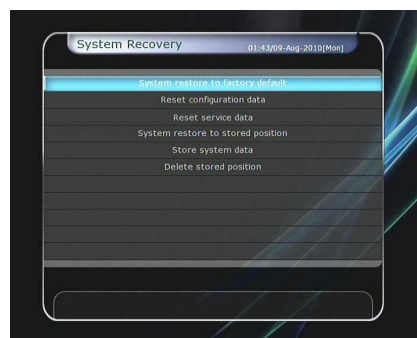 System Recovery
01:43/09-Aug-2010[Mon]
System restore to factory default
Reset configuration data
Reset service data
System restore to stored position
Store system data
Delete stored position